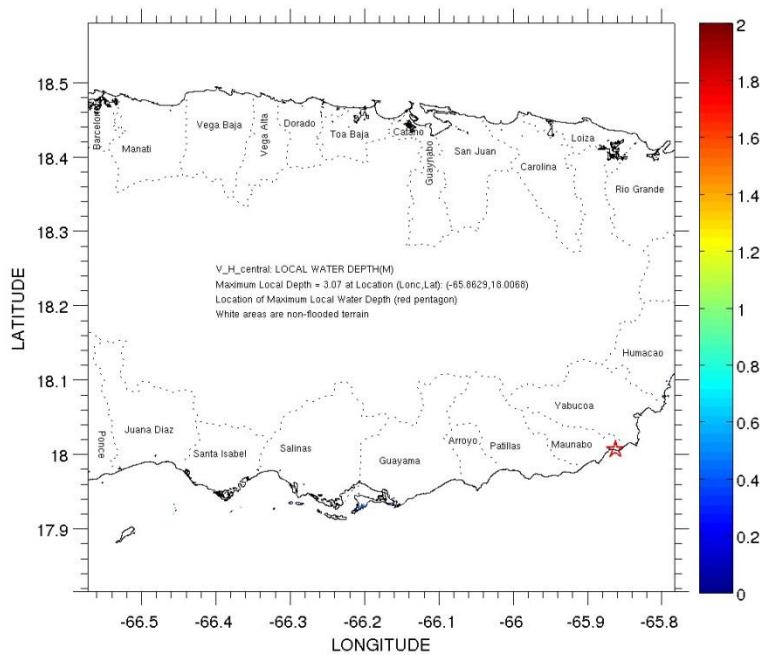 18.5
18.4
18.3
18.2
18.1
18
17.9
LATITUDE
Barcelone
Manati
Vega Baja
Vega Alta
Dorado
Toa Baja
Catano
Guaynabo
San Juan
Carolina
Loiza
Rio Grande
V_H_central: LOCAL WATER DEPTH(M)
Maximum Local Depth = 3.07 at Location (Lonc,Lat): (-65.8629,18.0068)
Location of Maximum Local Water Depth (red pentagon)
White areas are non-flooded terrain
Humacao
Yabucoa
Maunabo
Patillas
Arroyo
Guayama
Salinas
Santa Isabel
Juana Diaz
Ponce
-66.5 -66.4 -66.3 -66.2 -66.1 -66 -65.9 -65.8
LONGITUDE
2
1.8
1.6
1.4
1.2
1
0.8
0.6
0.4
0.2
0